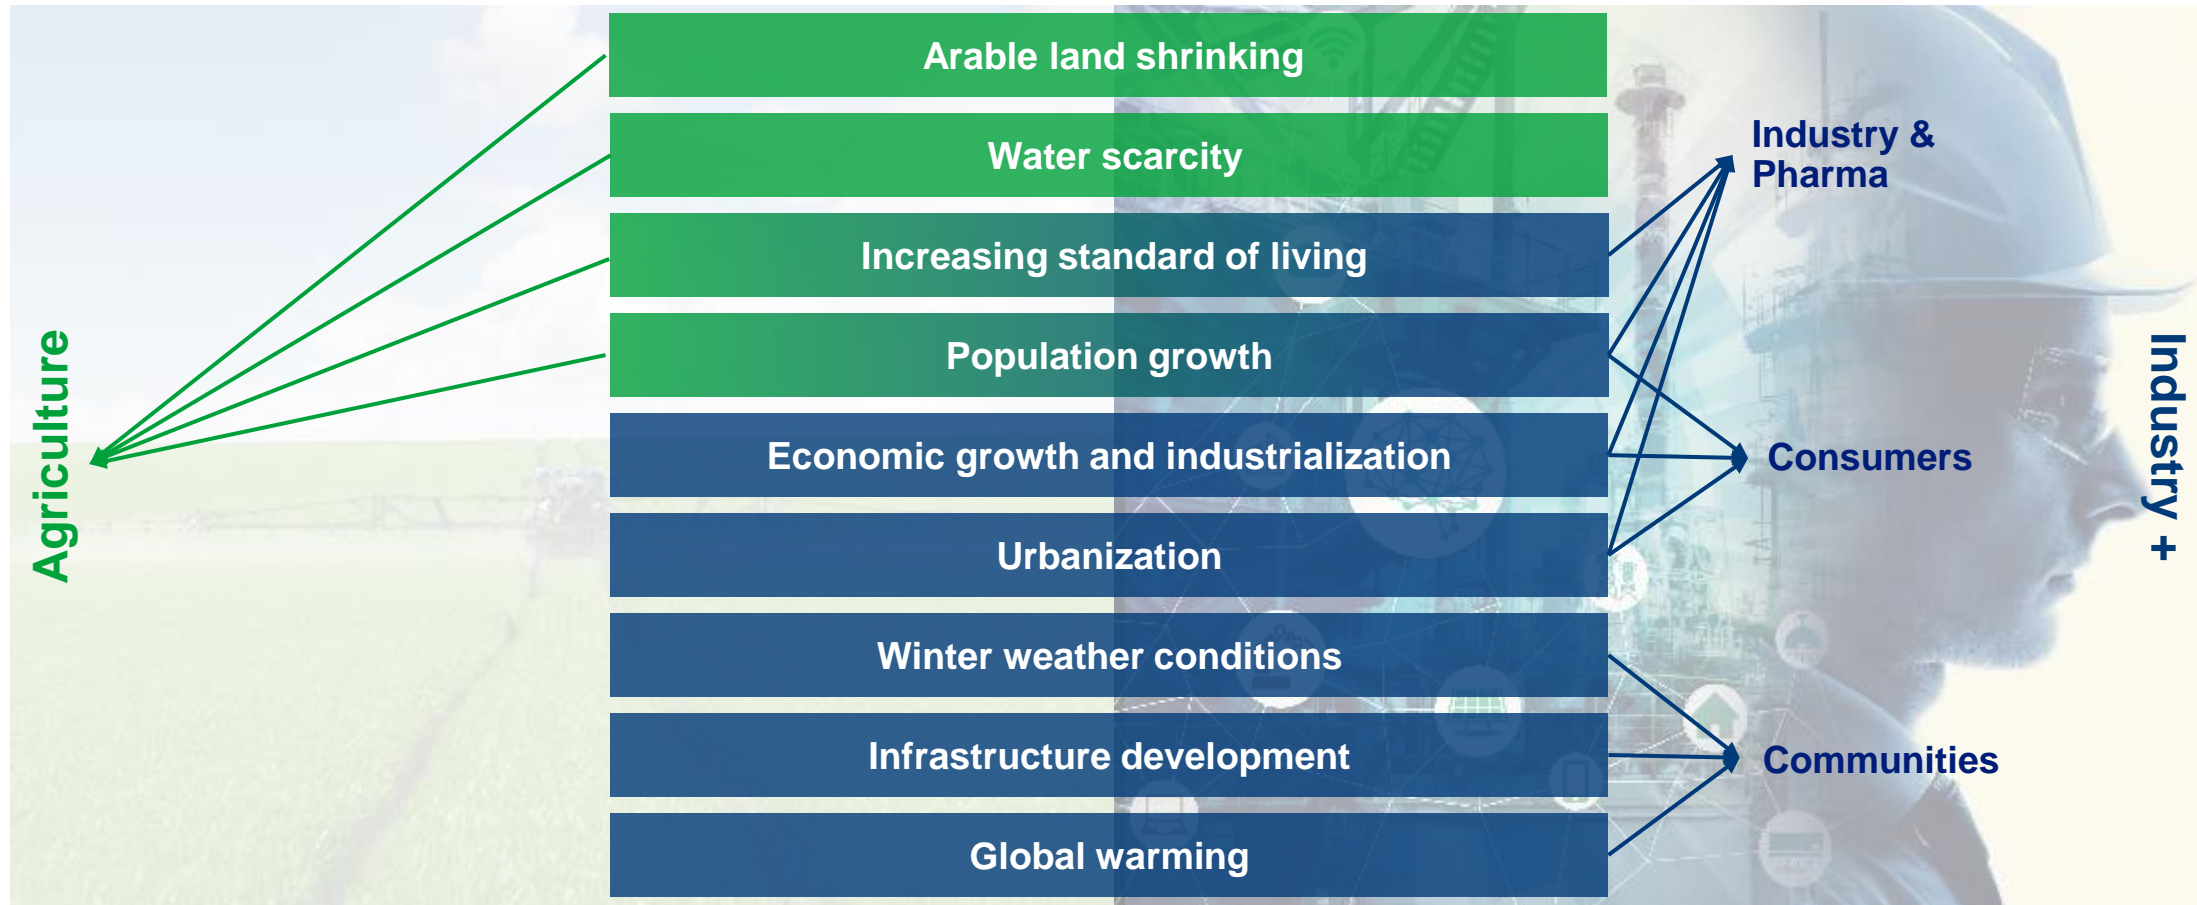 Agriculture
Arable land shrinking
Water scarcity
Increasing standard of living
Population growth
Economic growth and industrialization
Urbanization
Winter weather conditions
Infrastructure development
Global warming
Industry &
Pharma
Consumers
Communities
Industry +